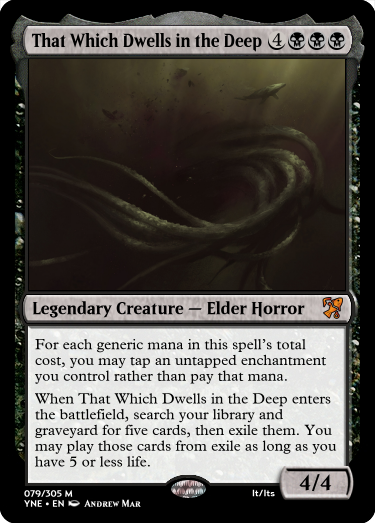 That Which Dwells in the Deep 4
Legendary Creature — Elder Horror
For each generic mana in this spell's total
cost, you may tap an untapped enchantment
you control rather than pay that mana.
When That Which Dwells in the Deep enters
the battlefield, search your library and
graveyard for five cards, then exile them. You
may play those cards from exile as long as you
have 5 or less life.
4/4
079/305 M
YNE • EN Andrew Mar
It/Its